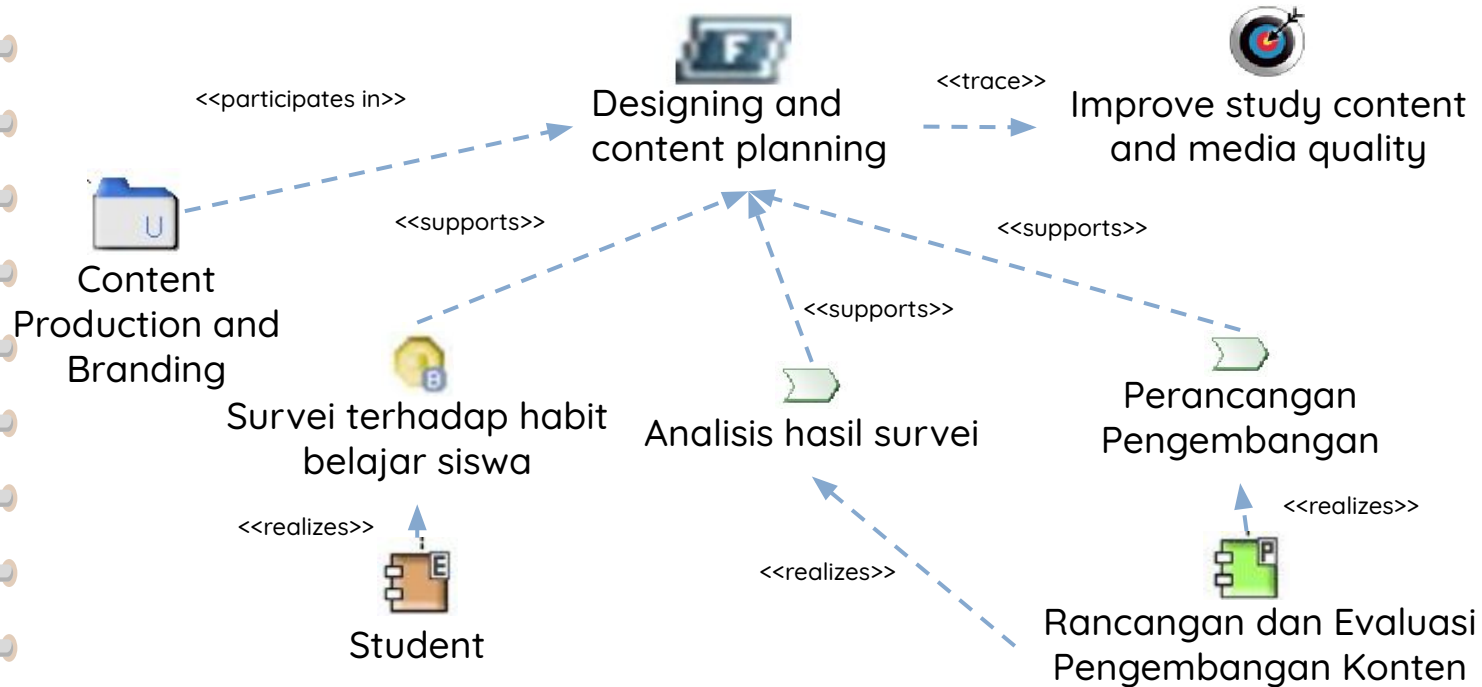 F
<<trace>>
<<participates in>>
Designing and
content planning
Improve study content
and media quality
U
<<supports>>
<<supports>>
Content
Production and
Branding
<<supports>>
B
Survei terhadap habit
belajar siswa
Analisis hasil survei
Perancangan
Pengembangan
<<realizes>>
<<realizes>>
<<realizes>>
E
P
Student
Rancangan dan Evaluasi
Pengembangan Konten